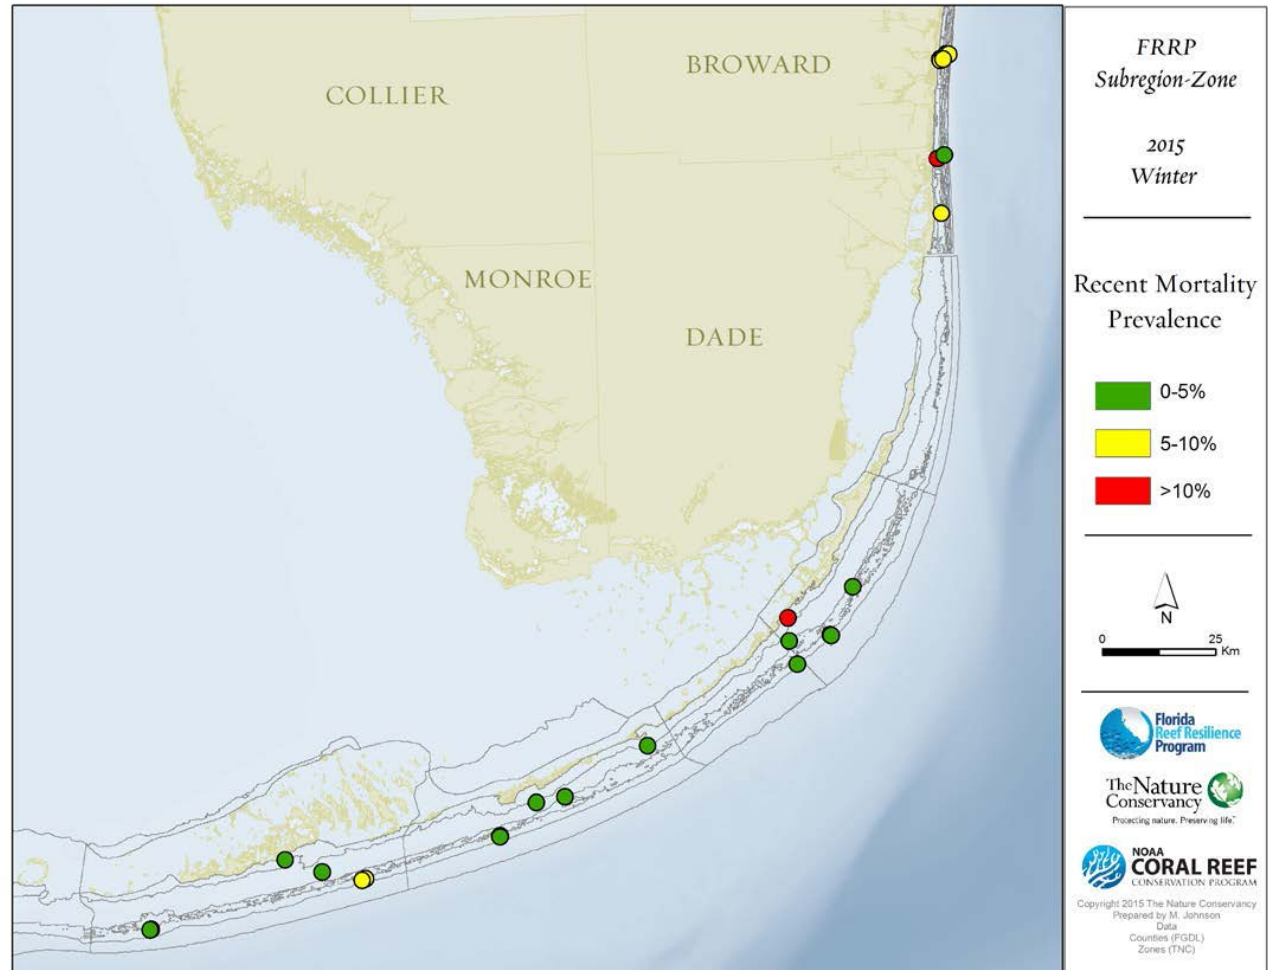 COLLIER
BROWARD
MONROE
DADE
FRRP
Subregion-Zone
2015
Winter
Recent Mortality
Prevalence
0-5%
5-10%
>10%
N
0 25
Km
Florida
Reef Resilience
Program
The Nature
Conservancy
Protecting nature. Preserving life.™
NOAA
CORAL REEF
CONSERVATION PROGRAM
Copyright 2015 The Nature Conservancy
Prepared by M. Johnson
Data
Counties (FGDL)
Zones (TNC)